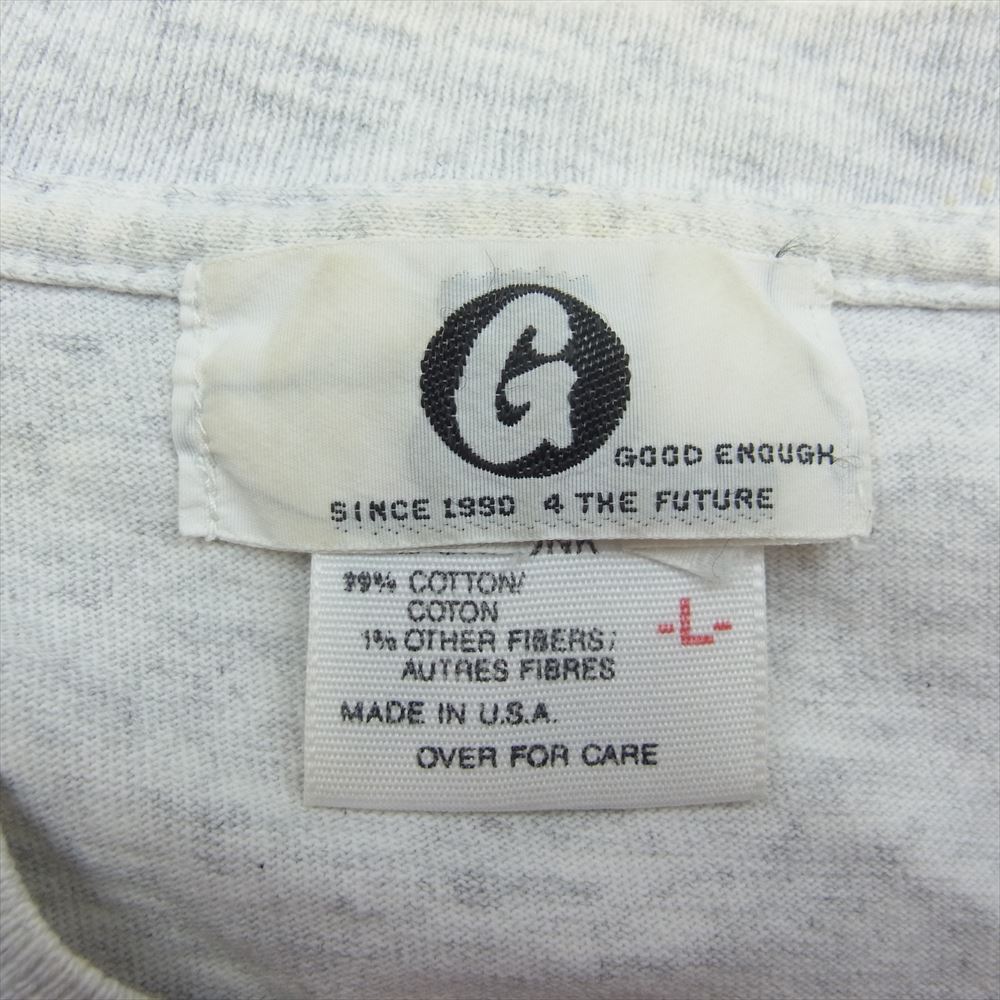 G
GOOD ENOUGH
SINCE 1990 4 THE FUTURE
99% COTTON/
COTON
1% OTHER FIBERS/
AUTRES FIBRES
-L-
MADE IN U.S.A.
OVER FOR CARE